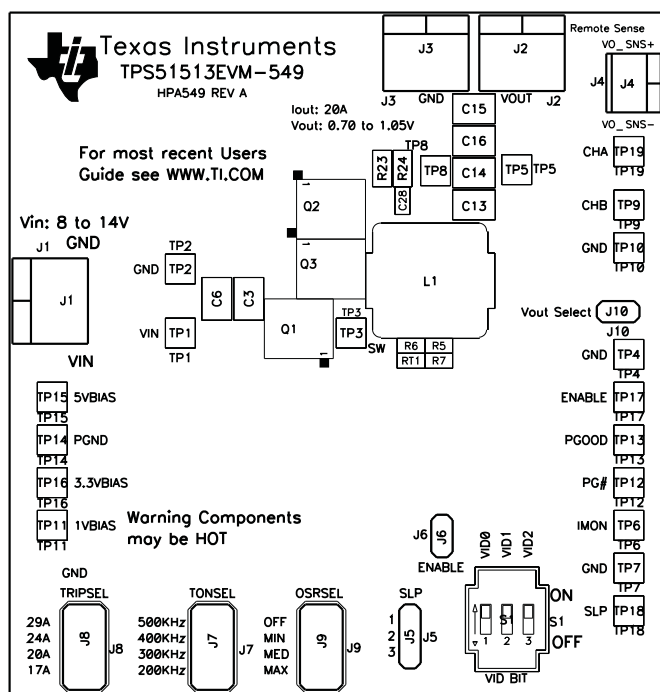 Texas Instruments
TPS51513EVM-549
HPA549 REV A
J3
J2
J3 GND
VOUT J2
Remote Sense
VO_SNS+
J4 J4
VO_SNS-
Iout: 20A
Vout: 0.70 to 1.05V
C15
C16
C14
C13
TP8
R23 R24 TP8
C28
TP5 TP5
CHA TP19
TP19
CHB TP9
TP9
GND TP10
TP10
For most recent Users
Guide see WWW.TI.COM
Q2
1
Q3
L1
Vin: 8 to 14V
J1 GND
J1
VIN
TP2
GND TP2
C6 C3
VIN TP1
TP1
Q1
1
TP3
TP3
SW
R6 R5
RT1 R7
Vout Select J10
J10
GND TP4
TP4
ENABLE TP17
TP17
PGOOD TP13
TP13
PG# TP12
TP12
IMON TP6
TP6
GND TP7
TP7
SLP TP18
TP18
TP15 5VBIAS
TP15
TP14 PGND
TP14
TP16 3.3VBIAS
TP16
TP11 1VBIAS
TP11
Warning Components
may be HOT
J6 J6
ENABLE
VID0 VID1 VID2
ON
S1 S1
1 2 3
OFF
VID BIT
GND
TRIPSEL
29A
24A
20A
17A
J8 J8
TONSEL
500KHz
400KHz
300KHz
200KHz
J7 J7
OSRSEL
OFF
MIN
MED
MAX
J9 J9
SLP
1
2
3
J5 J5